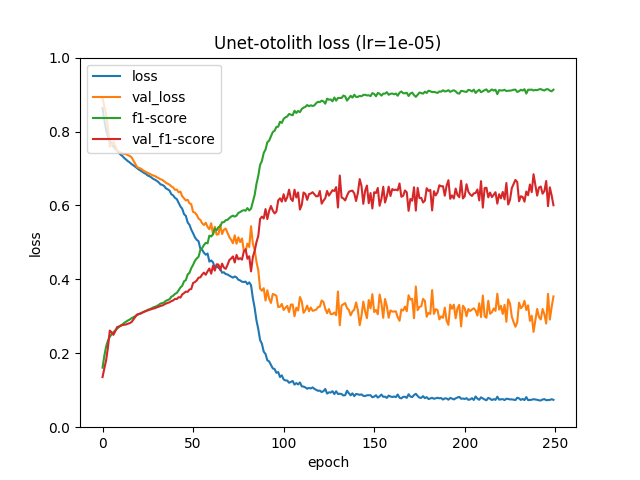 Unet-otolith loss (lr=1e-05)
loss
val_loss
f1-score
val_f1-score
1.0
0.8
0.6
0.4
0.2
0.0
loss
0 50 100 150 200 250
epoch